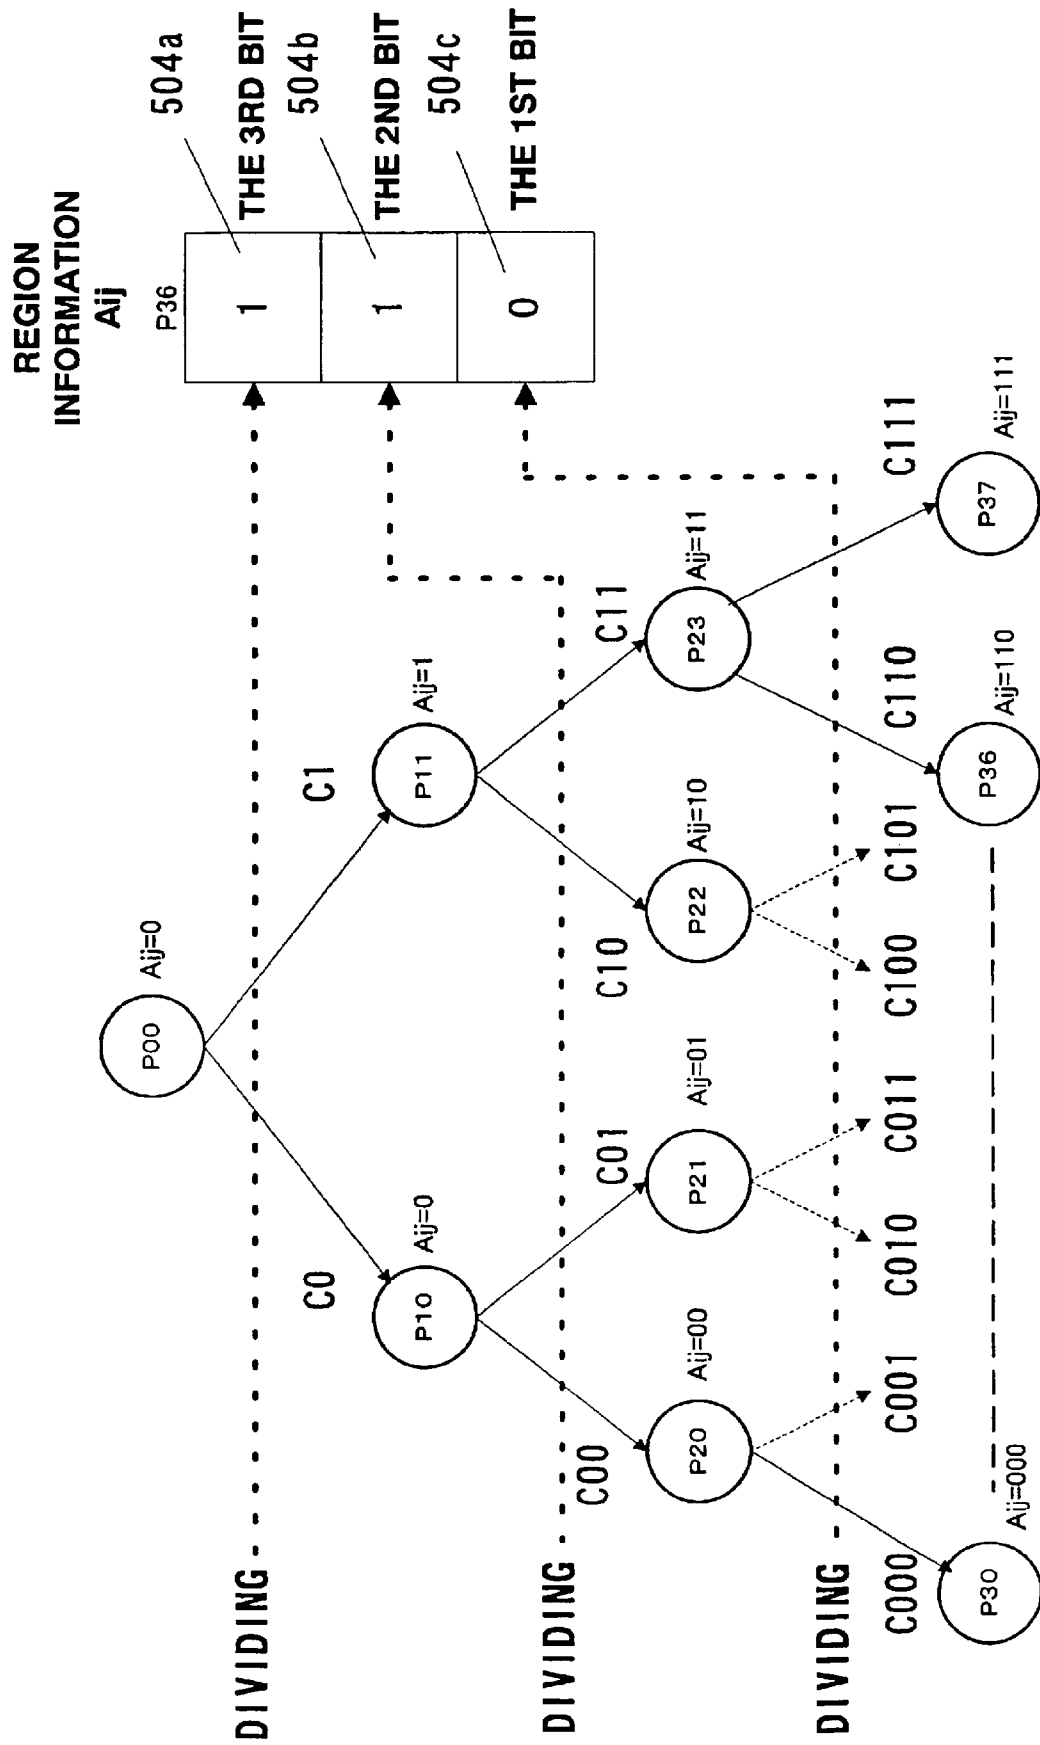 REGION
INFORMATION
Aij
P36
1
504a
THE 3RD BIT
1
504b
THE 2ND BIT
0
504c
THE 1ST BIT
P00
Aij=0
DIVIDING
C0
C1
P10
Aij=0
P11
Aij=1
DIVIDING
C00
C01
C10
C11
P20
Aij=00
P21
Aij=01
P22
Aij=10
P23
Aij=11
DIVIDING
C000
C001
C010
C011
C100
C101
C110
C111
P30
Aij=000
P36
Aij=110
P37
Aij=111